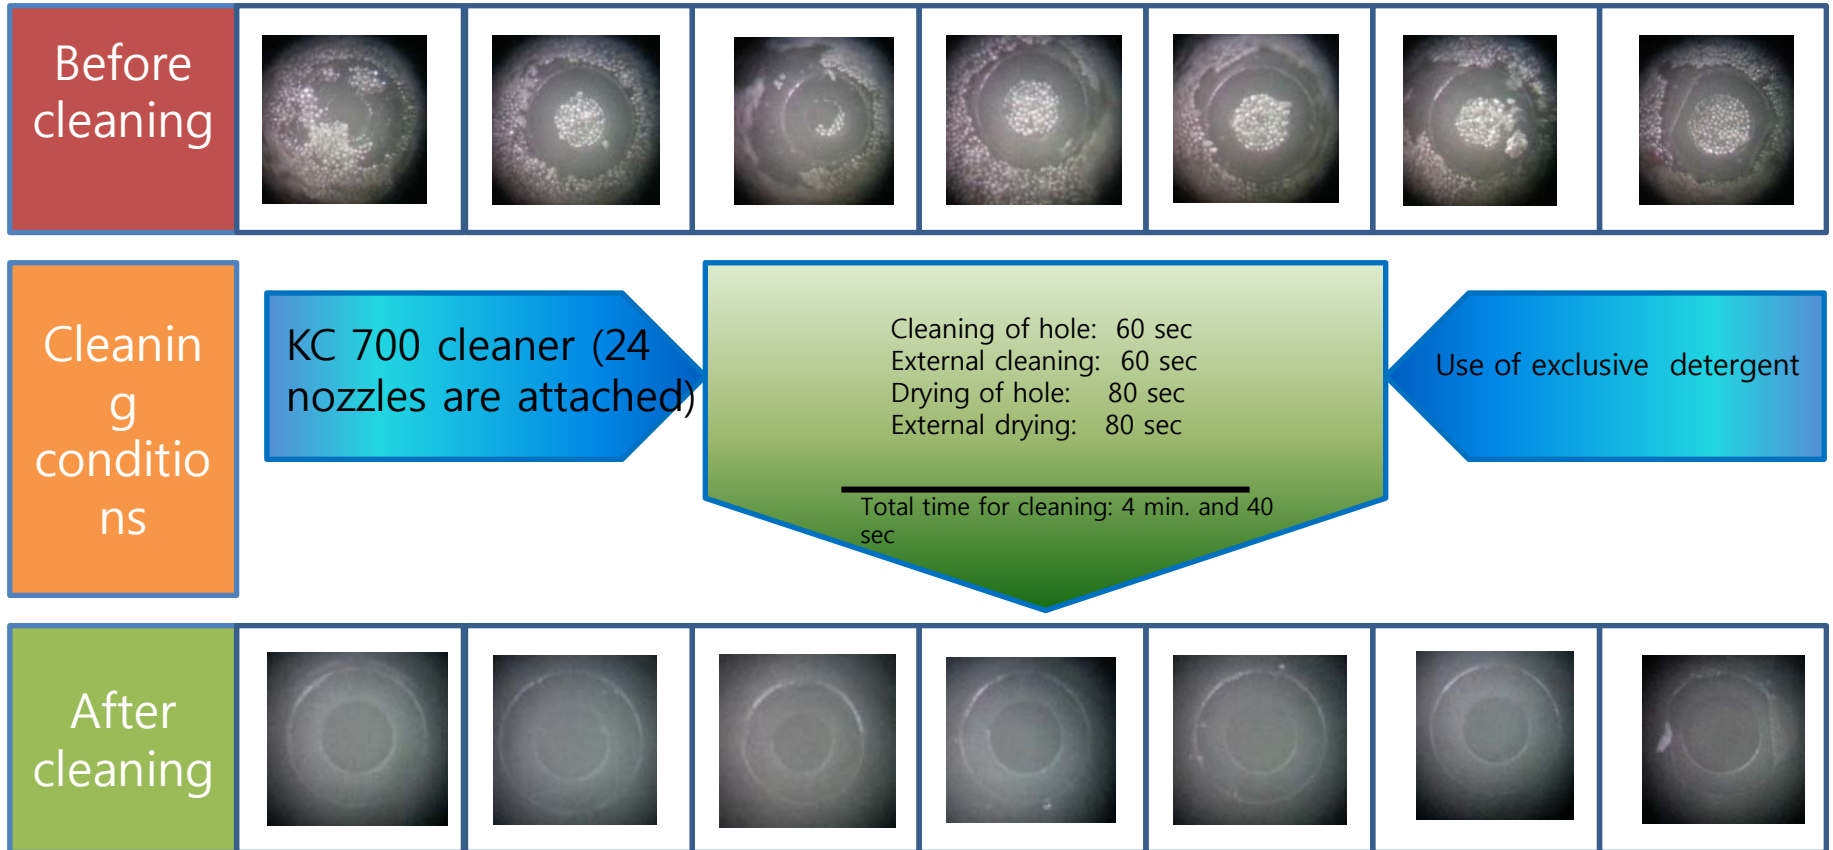 Before
cleaning
Cleanin
g
conditio
ns
KC 700 cleaner (24
nozzles are attached)
Cleaning of hole: 60 sec
External cleaning: 60 sec
Drying of hole: 80 sec
External drying: 80 sec
Total time for cleaning: 4 min. and 40
sec
Use of exclusive detergent
After
cleaning